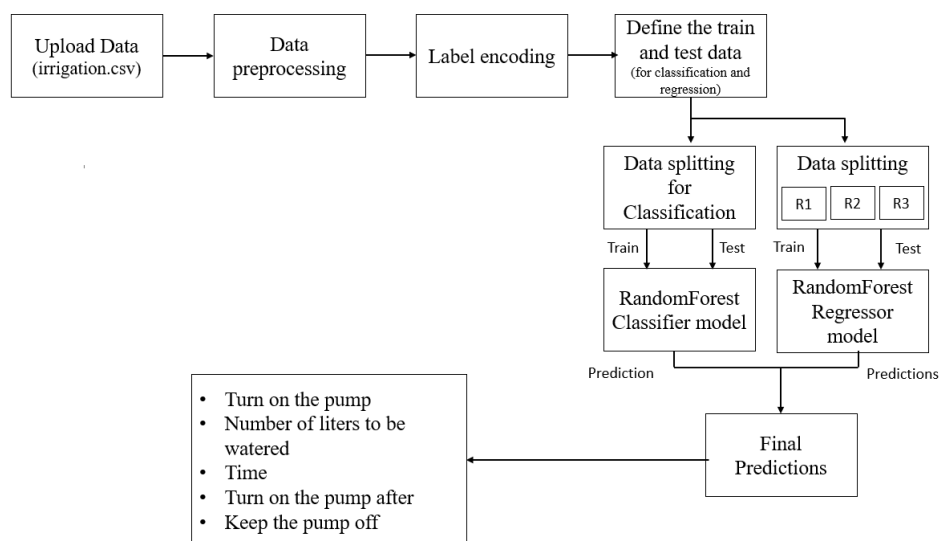 Upload Data
(irrigation.csv)
Data
preprocessing
Label encoding
Define the train
and test data
(for classification and
regression)
Data splitting
for
Classification
Data splitting
R1
R2
R3
Train
Test
Train
Test
RandomForest
Classifier model
RandomForest
Regressor
model
Prediction
Predictions
Final
Predictions
• Turn on the pump
• Number of liters to be
watered
• Time
• Turn on the pump after
• Keep the pump off